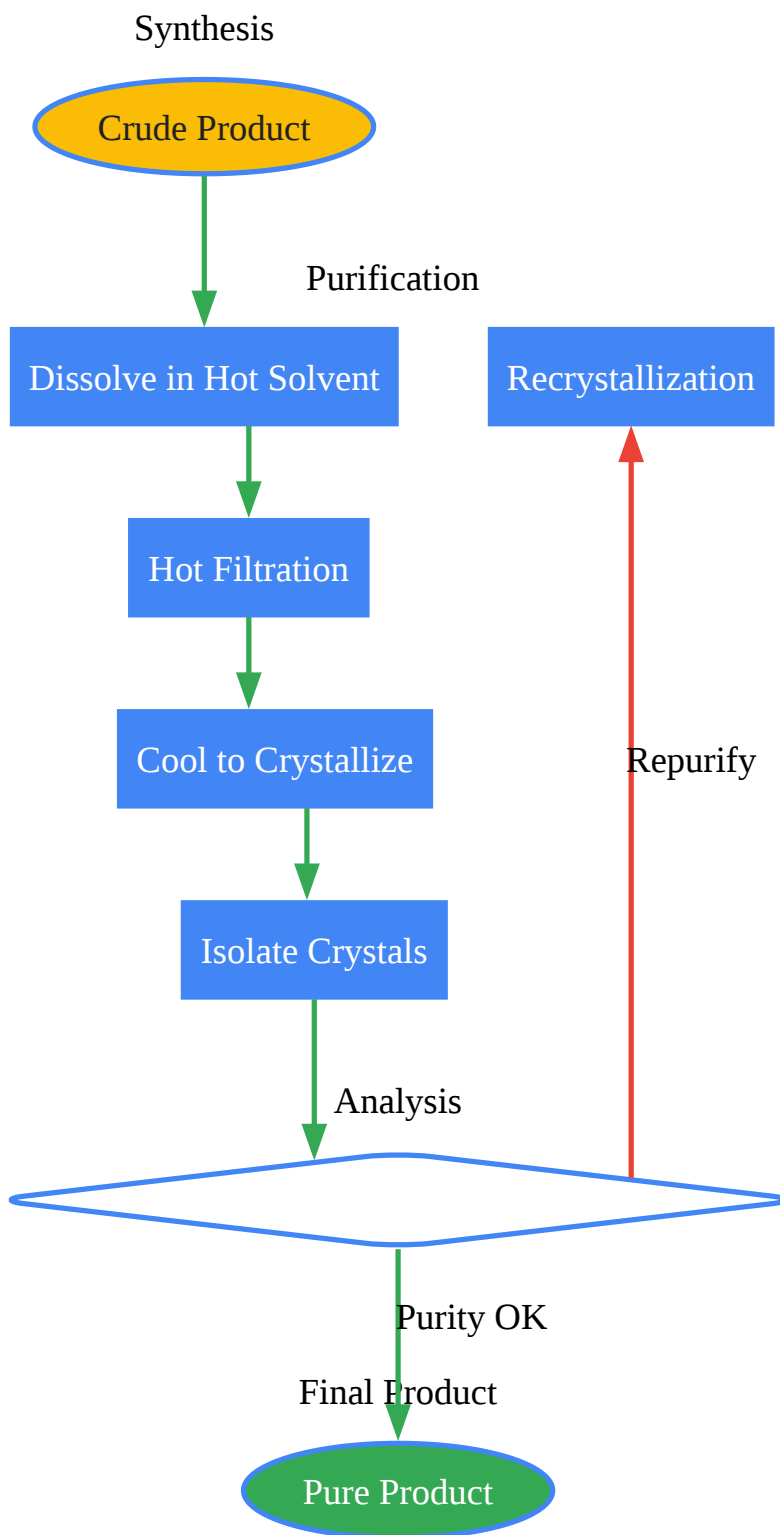 Synthesis
Crude Product
Purification
Dissolve in Hot Solvent
Recrystallization
Hot Filtration
Cool to Crystallize
Repurify
Isolate Crystals
Analysis
Purity OK
Final Product
Pure Product